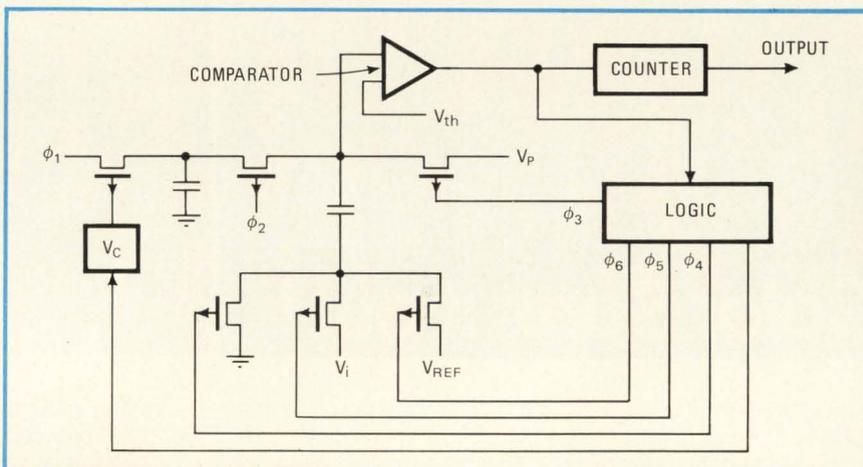 OUTPUT
COMPARATOR
COUNTER
V_th
ϕ_1
V_P
ϕ_3
LOGIC
ϕ_2
V_C
ϕ_6
ϕ_5
ϕ_4
V_i
V_REF